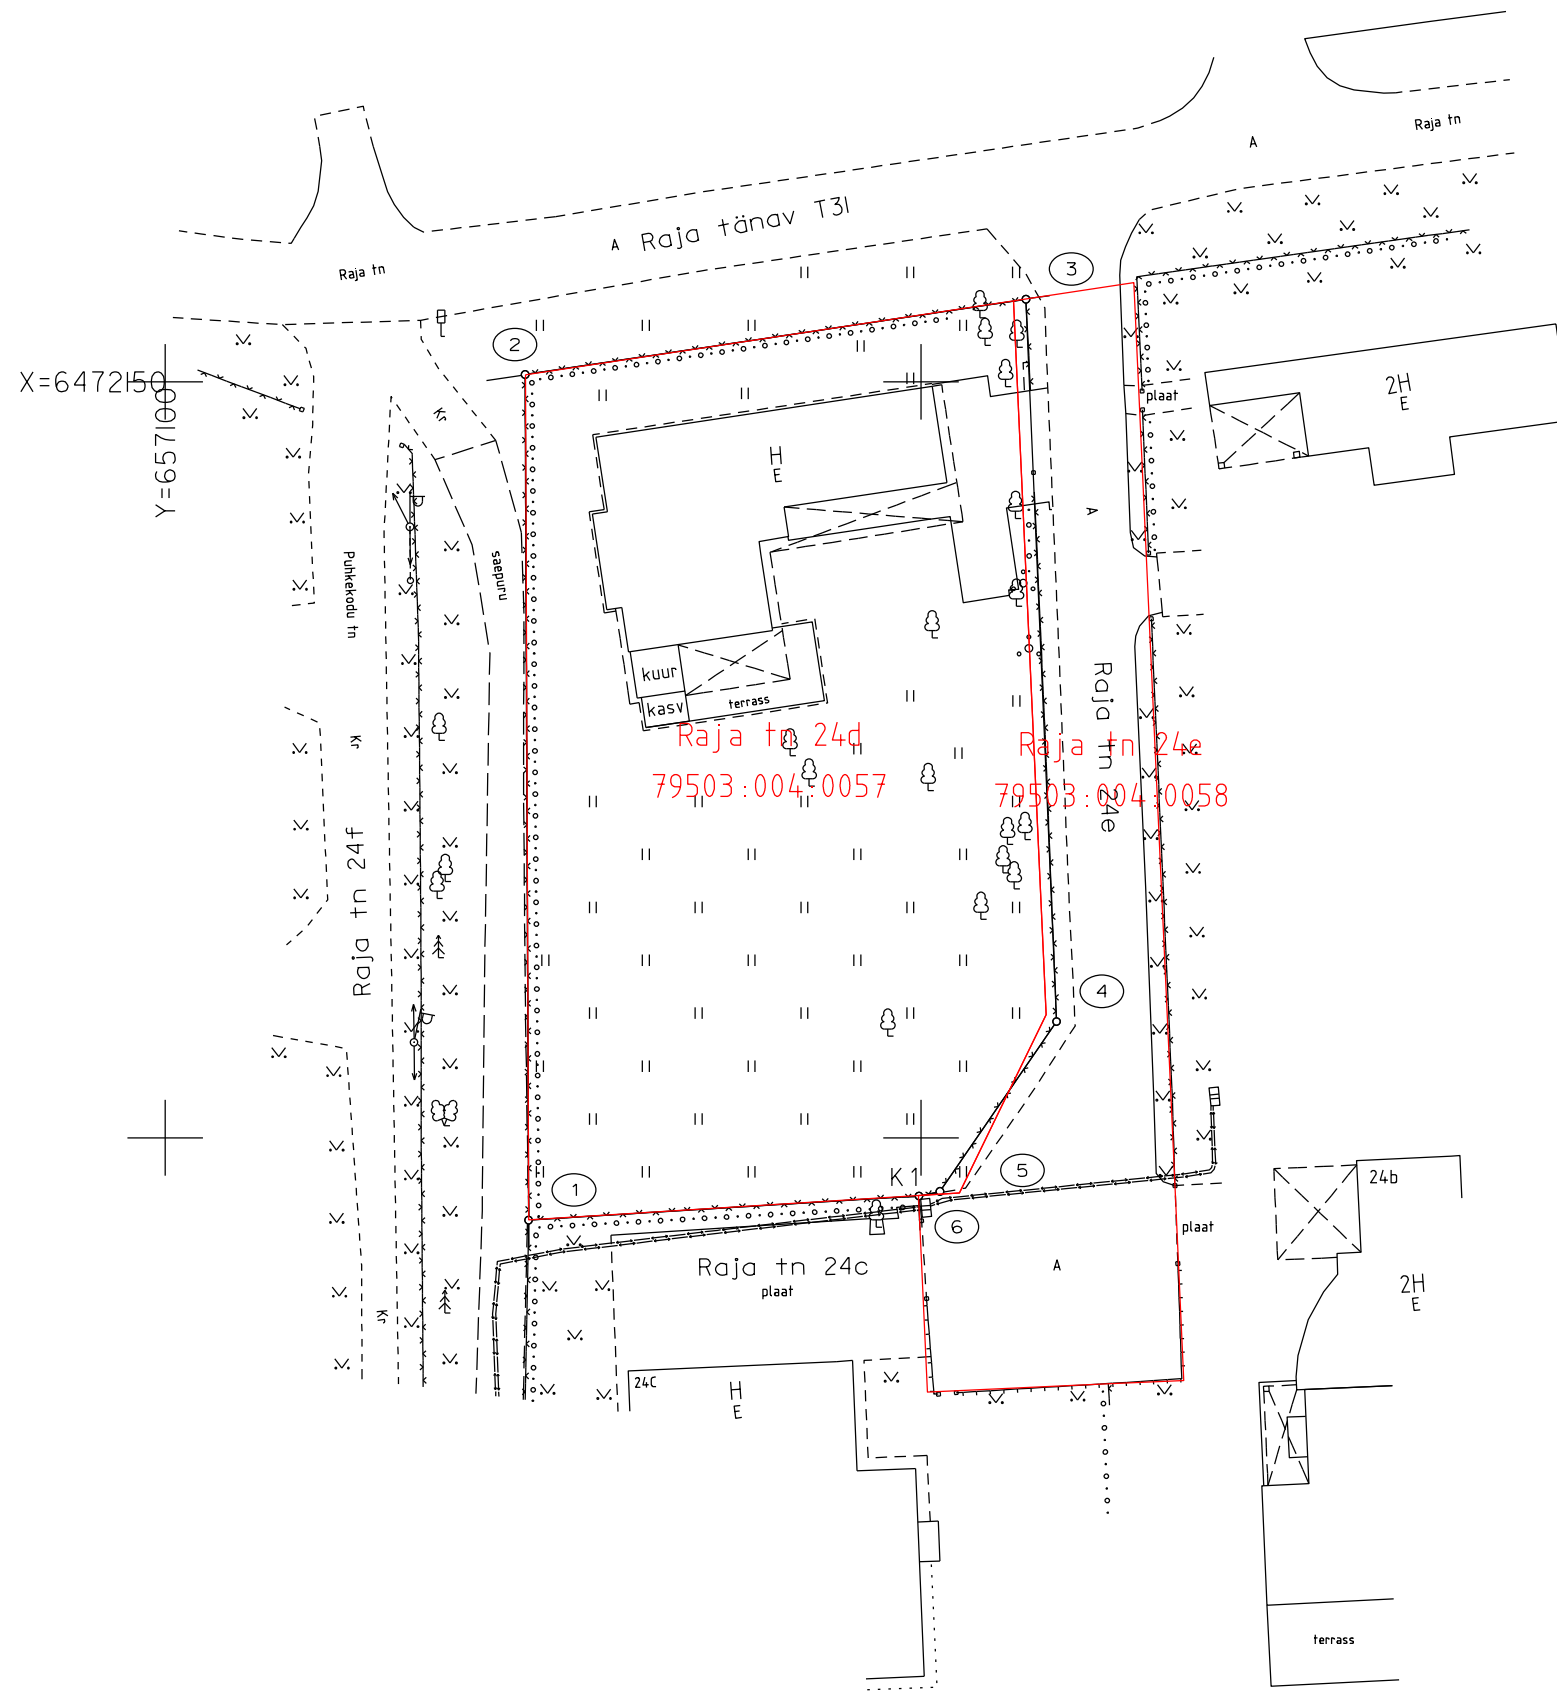 Raja tn
A
Raja tänav T31
A
Raja tn
3
2
X=6472150
Y=657100
Kr
plaat
2H
E
H
E
A
saepuru
Puhkekodu tn
kuur
kasv
terrass
Raja tn 24d
79503:004:0057
Raja tn 24e
79503:004:0058
Raja tn 24e
Kr
Raja tn 24f
4
K1
1
5
6
24b
plaat
Raja tn 24c
plaat
A
2H
E
Kr
24C
H
E
terrass